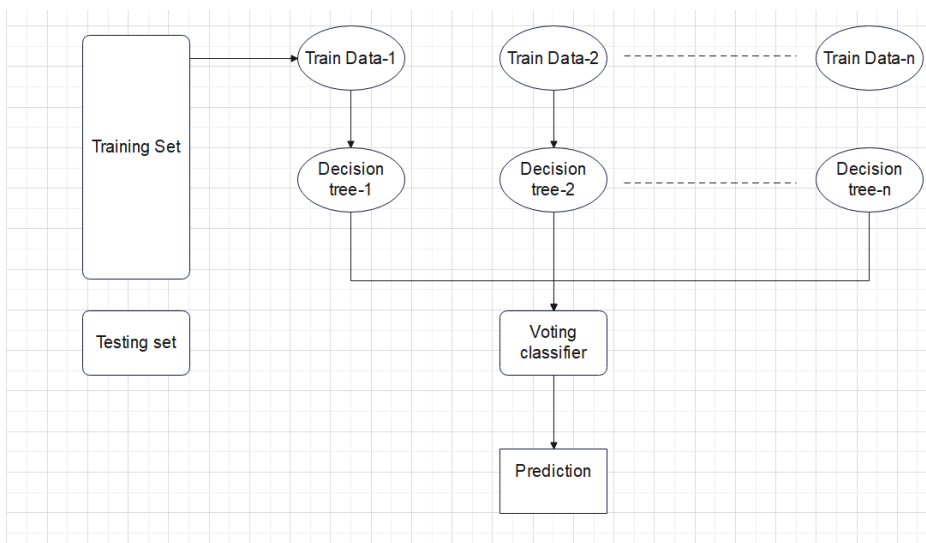 Train Data-1
Train Data-2
Train Data-n
Training Set
Decision
tree-1
Decision
tree-2
Decision
tree-n
Testing set
Voting
classifier
Prediction